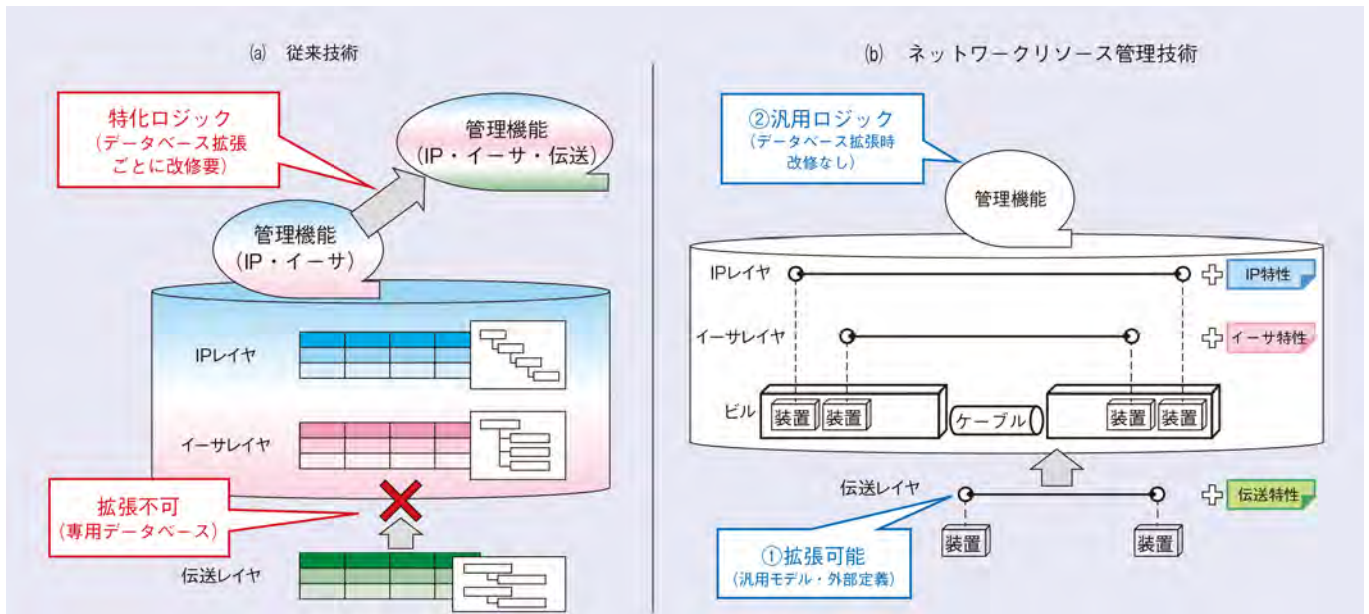 (a) 従来技術
特化ロジック
(データベース拡張
ごとに改修要)
管理機能
(IP・イーサ・伝送)
管理機能
(IP・イーサ)
IPレイヤ
イーサレイヤ
拡張不可
(専用データベース)
伝送レイヤ
(b) ネットワークリソース管理技術
②汎用ロジック
(データベース拡張時
改修なし)
管理機能
IPレイヤ
IP特性
イーサレイヤ
イーサ特性
ビル
装置 装置
ケーブル
装置 装置
伝送レイヤ
伝送特性
装置
装置
①拡張可能
(汎用モデル・外部定義)